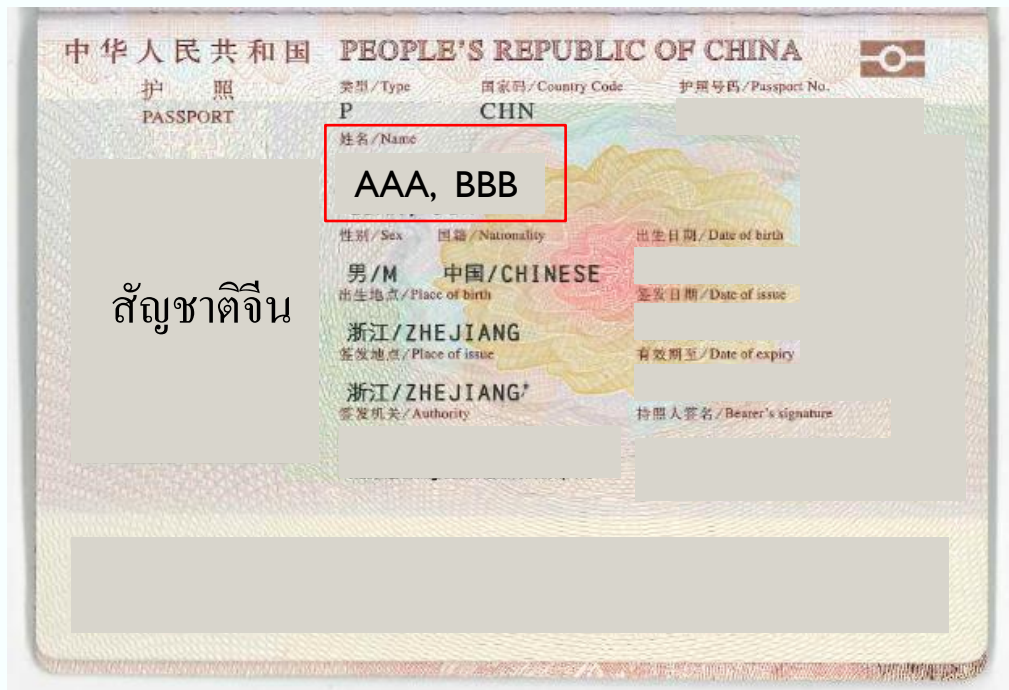 中华人民共和国 PEOPLE'S REPUBLIC OF CHINA
护 照
PASSPORT
类型/Type 国家码/Country Code 护照号码/Passport No.
P CHN
姓名/Name
AAA, BBB
性别/Sex 国籍/Nationality 出生日期/Date of birth
男/M 中国/CHINESE
出生地点/Place of birth 签发日期/Date of issue
สัญชาติจีน
浙江/ZHEJIANG
签发地点/Place of issue 有效期至/Date of expiry
浙江/ZHEJIANG
签发机关/Authority 持照人签名/Bearer's signature